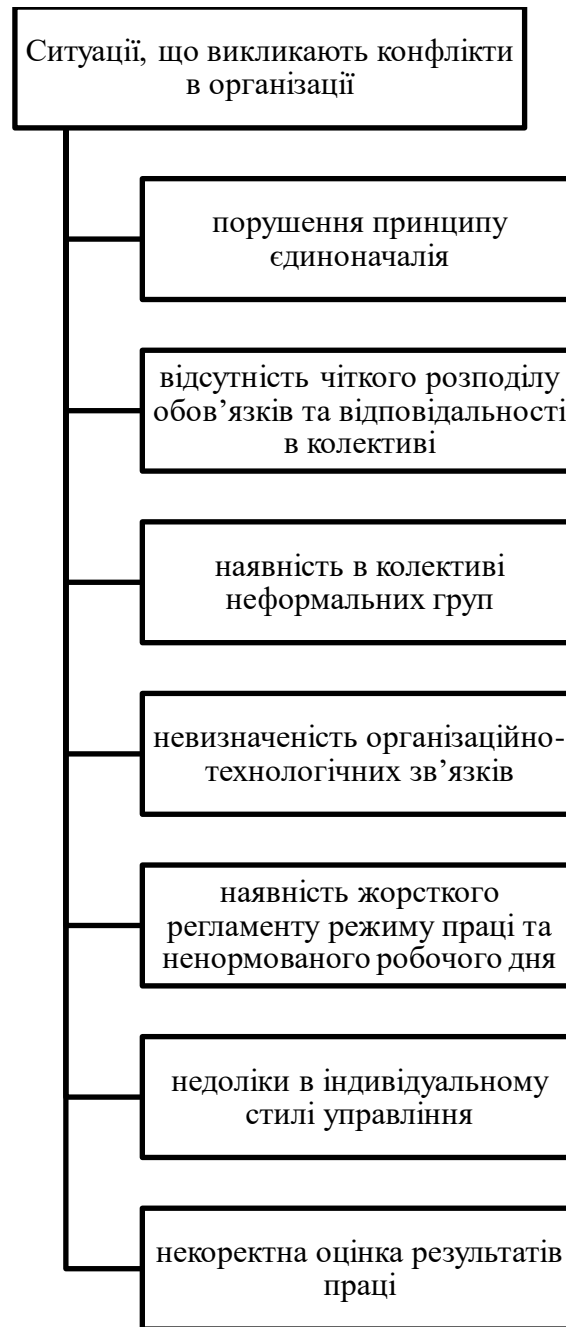 Ситуації, що викликають конфлікти
в організації
порушення принципу
єдиноначалія
відсутність чіткого розподілу
обов’язків та відповідальності
в колективі
наявність в колективі
неформальних груп
невизначеність організаційно-
технологічних зв’язків
наявність жорсткого
регламенту режиму праці та
ненормованого робочого дня
недоліки в індивідуальному
стилі управління
некоректна оцінка результатів
праці